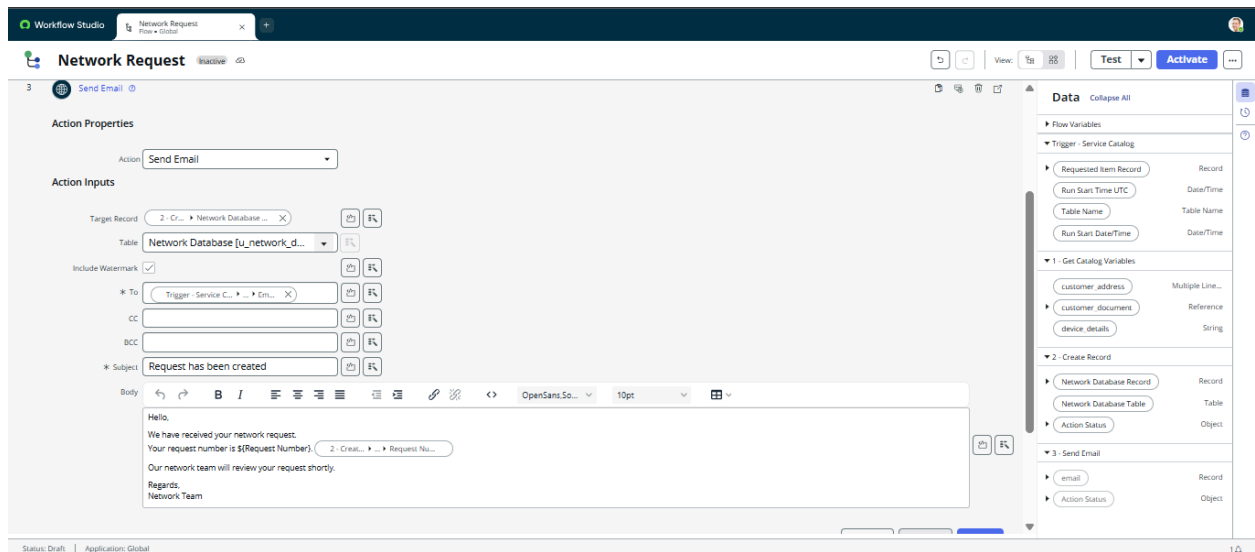 Workflow Studio
Network Request
Flow • Global
Network Request Inactive
View:
Test
Activate
3 Send Email
Action Properties
Action Send Email
Action Inputs
Target Record 2 - Cr... Network Database ...
Table Network Database [u_network_d...
Include Watermark
* To Trigger - Service C... ... Em...
CC
BCC
* Subject Request has been created
Body B I OpenSans,So... 10pt
Hello,
We have received your network request.
Your request number is ${Request Number}. 2 - Creat... ... Request Nu...
Our network team will review your request shortly.
Regards,
Network Team
Data Collapse All
Flow Variables
Trigger - Service Catalog
Requested Item Record Record
Run Start Time UTC Date/Time
Table Name Table Name
Run Start Date/Time Date/Time
1 - Get Catalog Variables
customer_address Multiple Line...
customer_document Reference
device_details String
2 - Create Record
Network Database Record Record
Network Database Table Table
Action Status Object
3 - Send Email
email Record
Action Status Object
Status: Draft | Application: Global
1